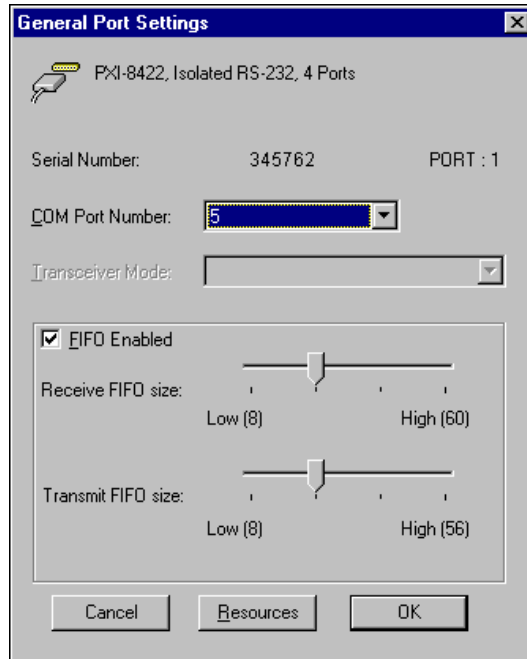 General Port Settings
PXI-8422, Isolated RS-232, 4 Ports
Serial Number: 345762 PORT : 1
COM Port Number: 5
Transceiver Mode:
FIFO Enabled
Receive FIFO size:
Low (8) High (60)
Transmit FIFO size:
Low (8) High (56)
Cancel Resources OK